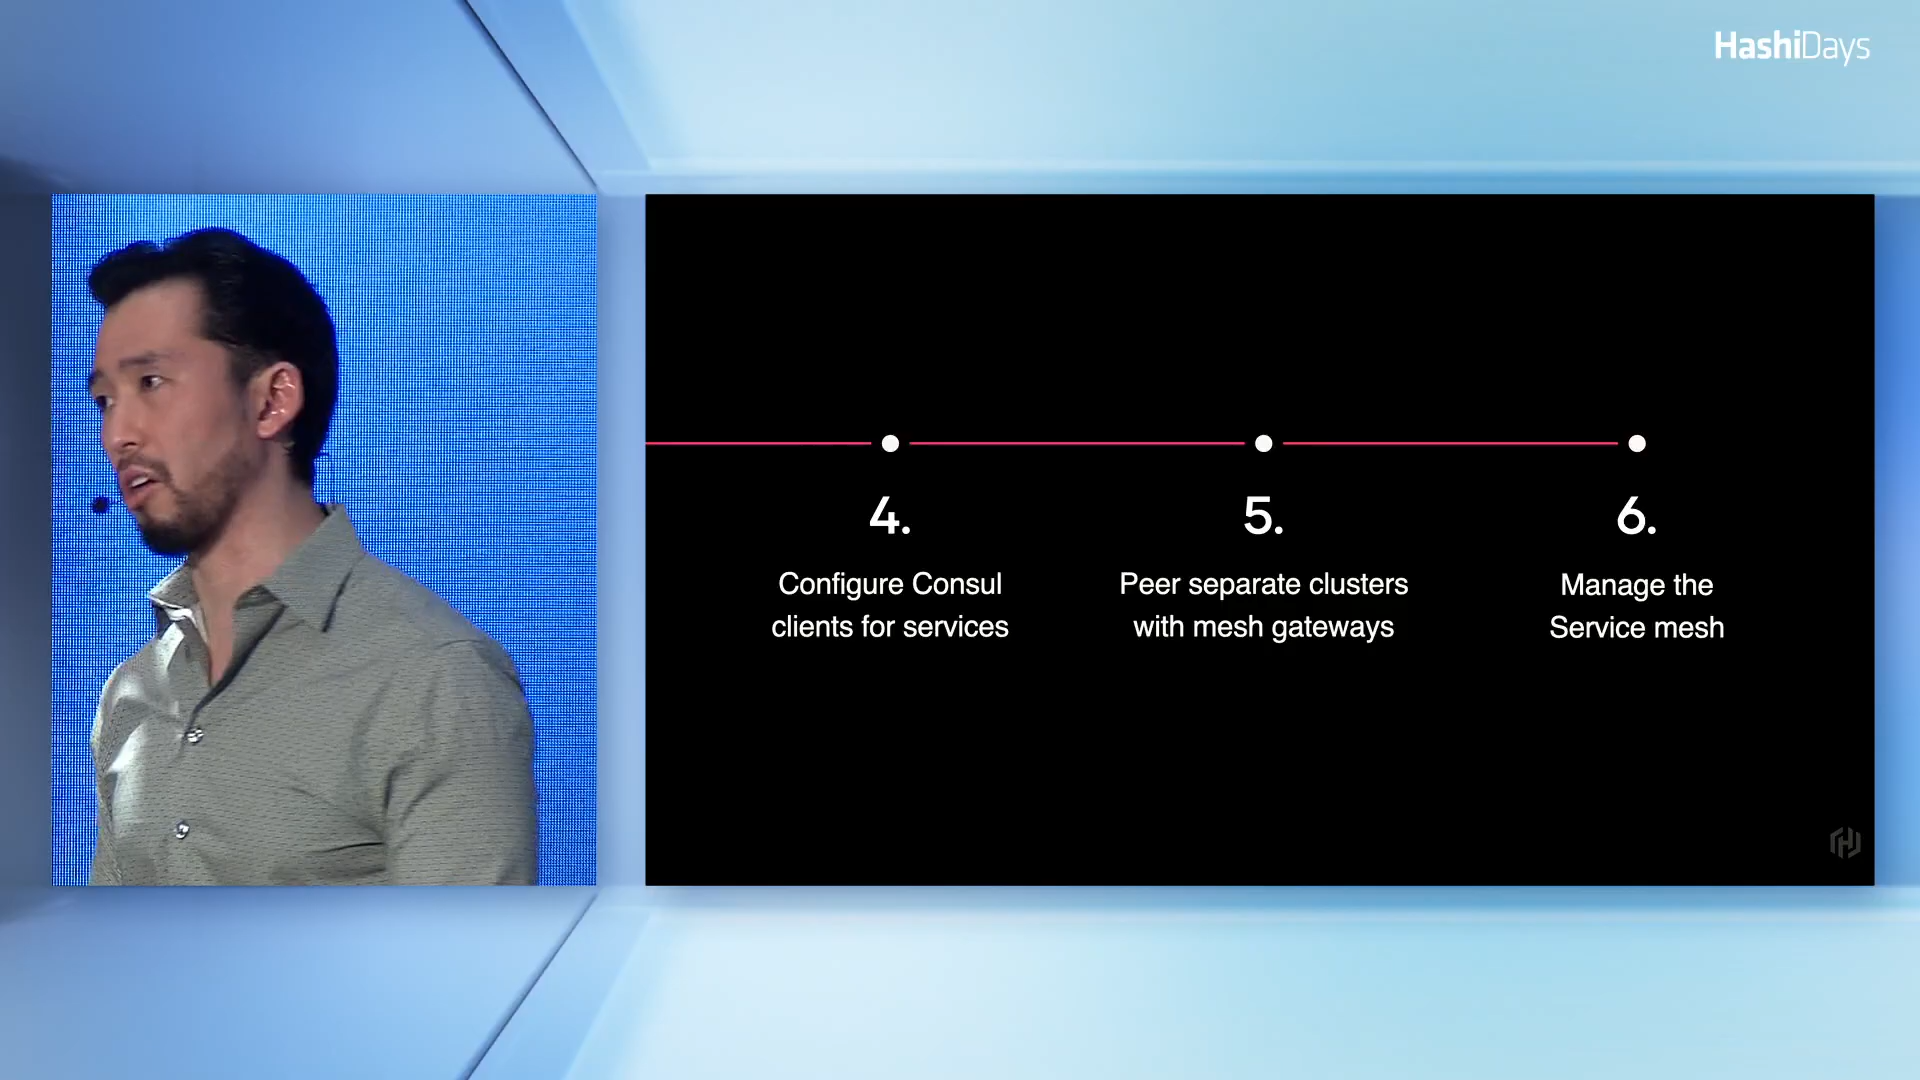 HashiDays
4.
Configure Consul
clients for services
5.
Peer separate clusters
with mesh gateways
6.
Manage the
Service mesh